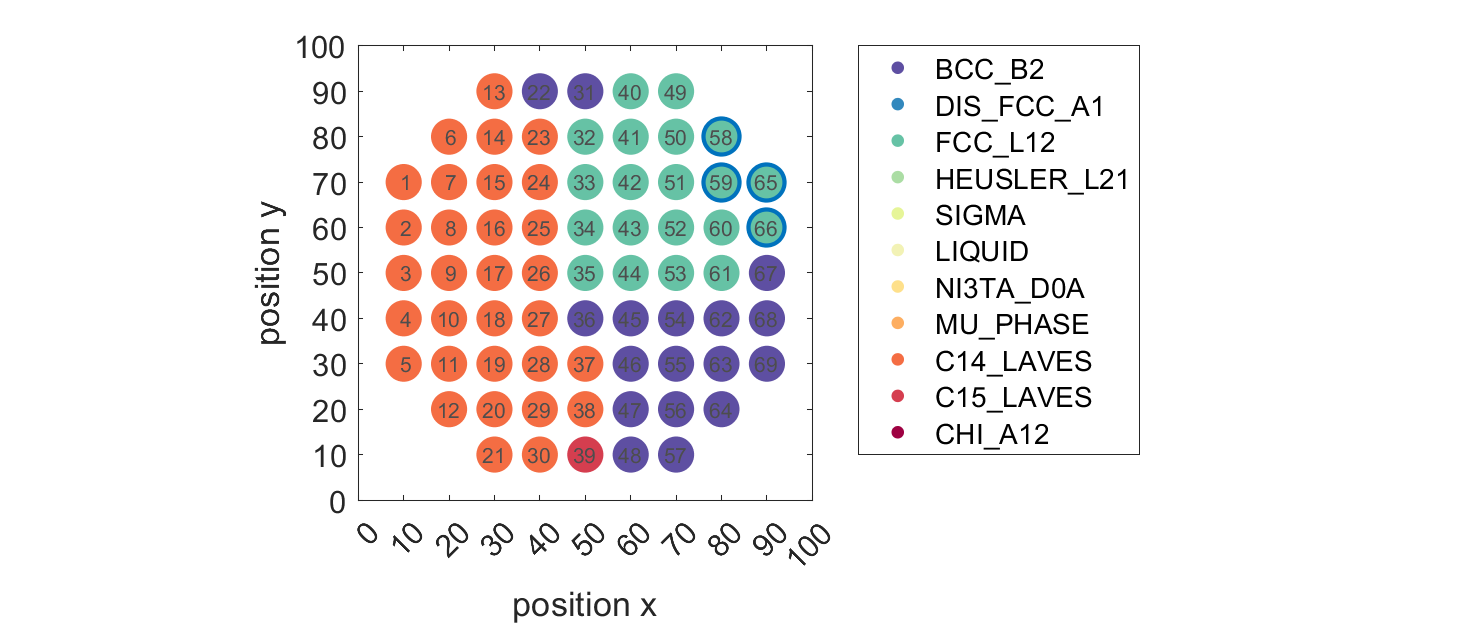 100
90
80
70
60
50
40
30
20
10
0
position y
13 22 31 40 49
6 14 23 32 41 50 58
1 7 15 24 33 42 51 59 65
2 8 16 25 34 43 52 60 66
3 9 17 26 35 44 53 61 67
4 10 18 27 36 45 54 62 68
5 11 19 28 37 46 55 63 69
12 20 29 38 47 56 64
21 30 39 48 57
0 10 20 30 40 50 60 70 80 90 100
position x
BCC_B2
DIS_FCC_A1
FCC_L12
HEUSLER_L21
SIGMA
LIQUID
NI3TA_D0A
MU_PHASE
C14_LAVES
C15_LAVES
CHI_A12